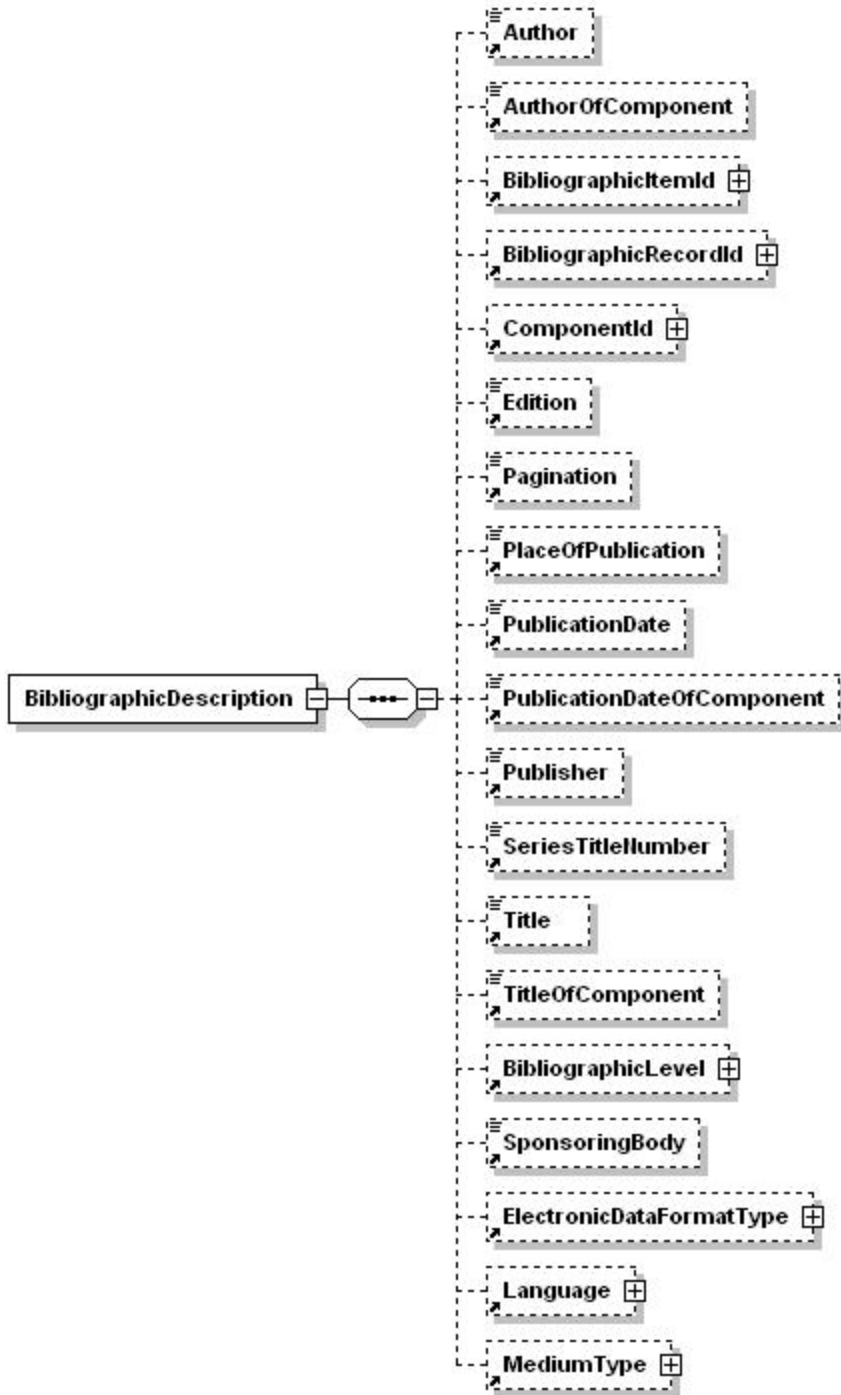 Author
AuthorOfComponent
BibliographicItemId
BibliographicRecordId
ComponentId
Edition
Pagination
PlaceOfPublication
PublicationDate
BibliographicDescription
PublicationDateOfComponent
Publisher
SeriesTitleNumber
Title
TitleOfComponent
BibliographicLevel
SponsoringBody
ElectronicDataFormatType
Language
MediumType